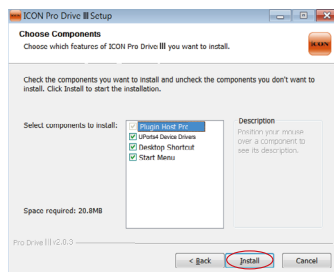 ICON Pro Drive III Setup
Choose Components
Choose which features of ICON Pro Drive III you want to install.
ICON
Check the components you want to install and uncheck the components you don't want to
install. Click Install to start the installation.
Select components to install:
Plugin Host Pro
UPorts4 Device Drivers
Desktop Shortcut
Start Menu
Description
Position your mouse
over a component to
see its description.
Space required: 20.8MB
Pro Drive III v2.0.3
< Back
Install
Cancel